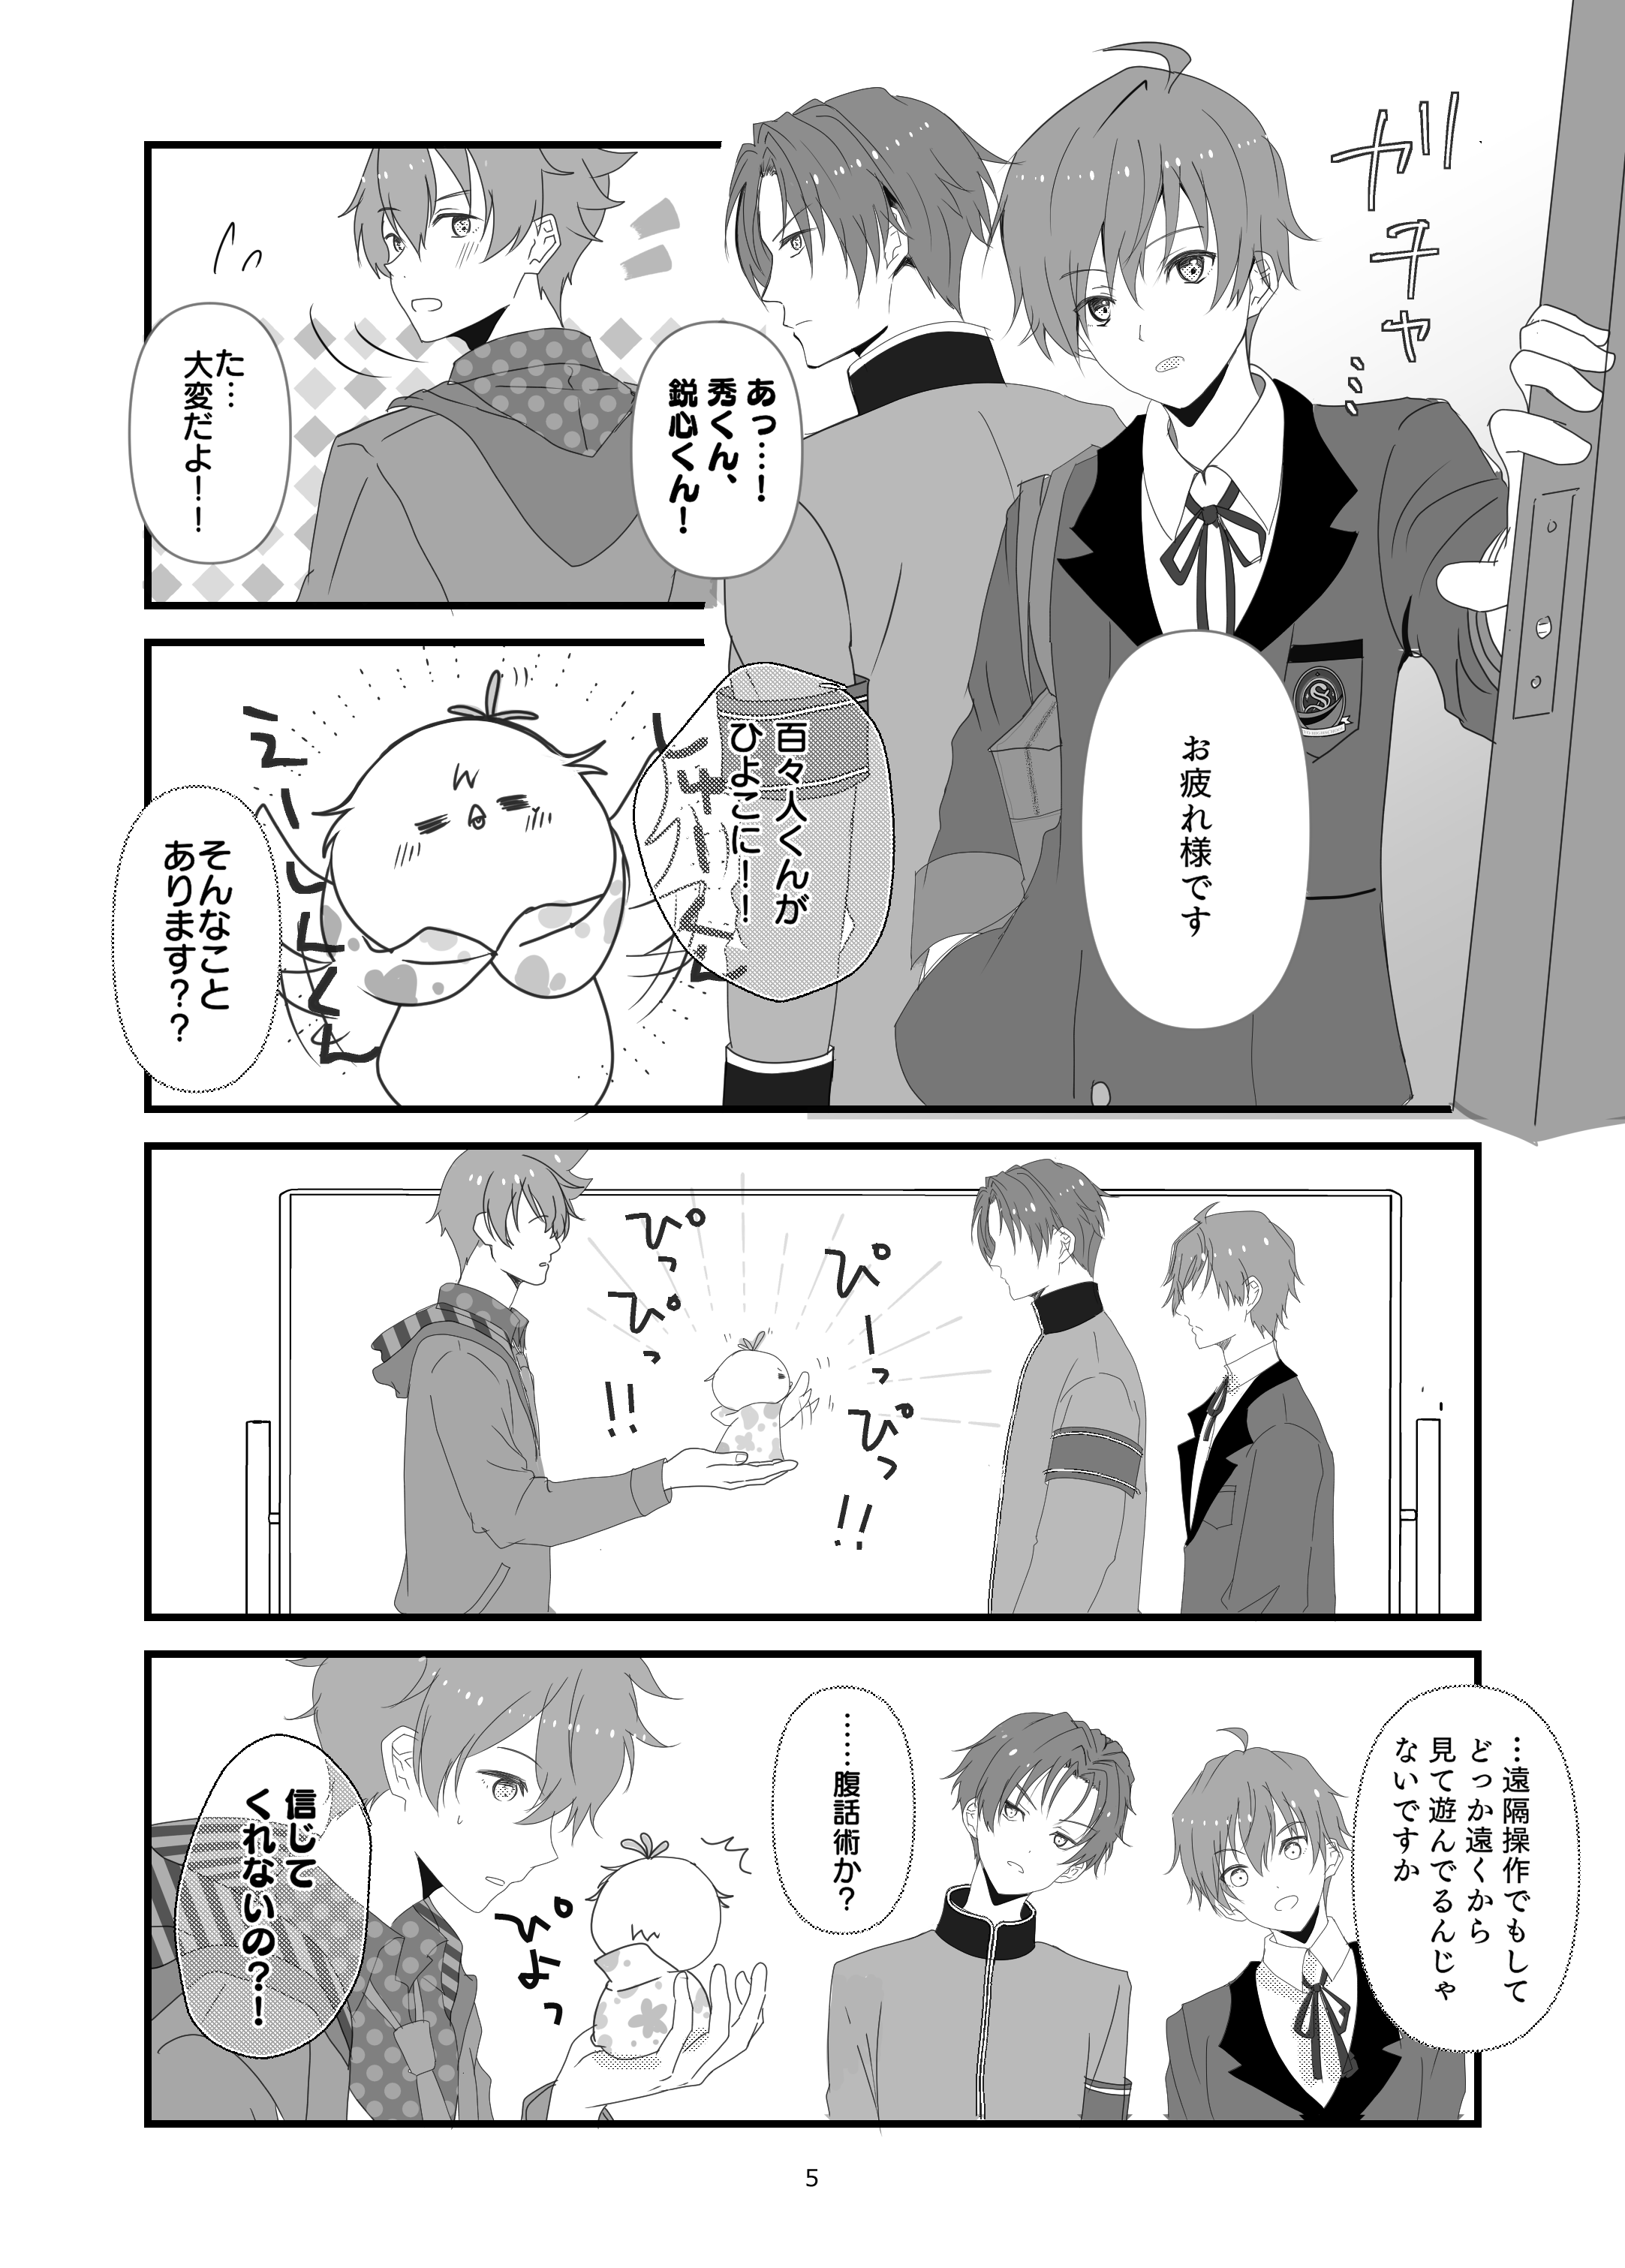 ガチャ
お疲れ様です
あっ…！
秀くん、
鋭心くん！
た…
大変だよ！！
百々人くんが
ひよこに！！
そんなこと
あります？？
ぴっ
ぴっ
!!
ぴーっ
ぴっ
!!
…遠隔操作でもして
どっか遠くから
見て遊んでるんじゃ
ないですか
……腹話術か？
ぴよっ
信じて
くれないの？！
5